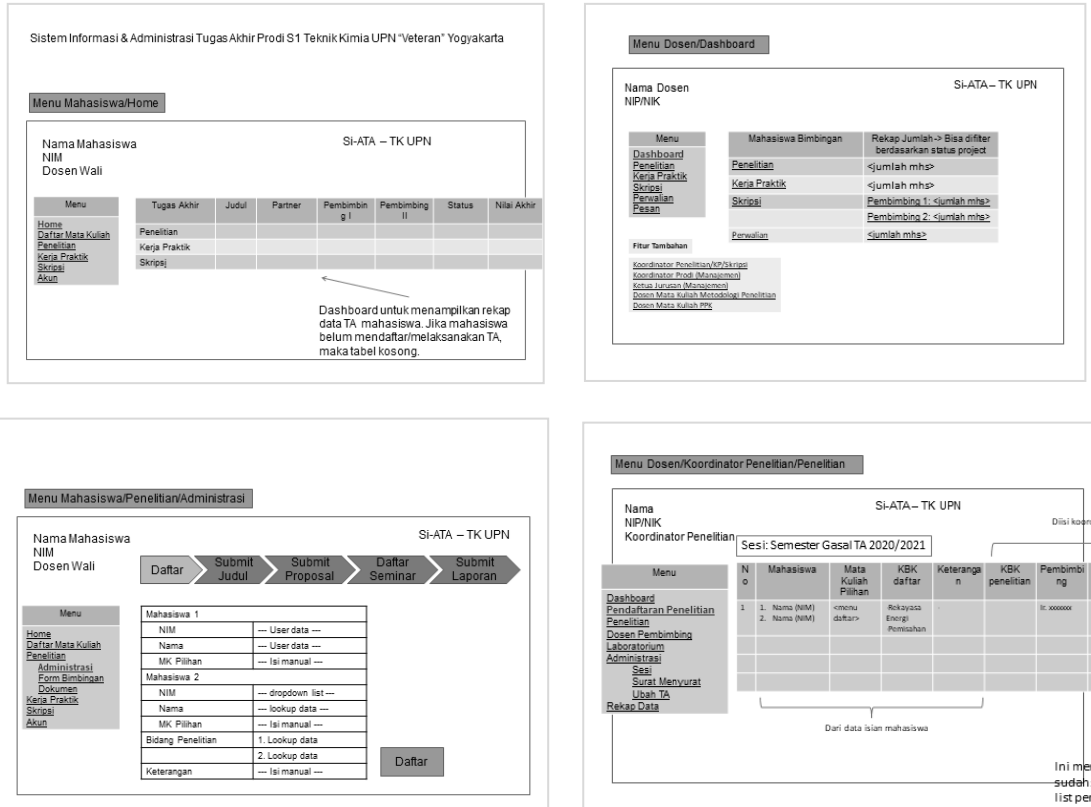 Sistem Informasi & Administrasi Tugas Akhir Prodi S1 Teknik Kimia UPN “Veteran” Yogyakarta
Menu Mahasiswa/Home
Nama Mahasiswa
NIM
Dosen Wali
Si-ATA – TK UPN
Menu
Home
Daftar Mata Kuliah
Penelitian
Kerja Praktik
Skripsi
Akun
Tugas Akhir Judul Partner Pembimbin Pembimbing Status Nilai Akhir
g I II
Penelitian
Kerja Praktik
Skripsi
Dashboard untuk menampilkan rekap
data TA mahasiswa. Jika mahasiswa
belum mendaftar/melaksanakan TA,
maka tabel kosong.
Menu Dosen/Dashboard
Nama Dosen
NIP/NIK
Si-ATA – TK UPN
Menu
Dashboard
Penelitian
Kerja Praktik
Skripsi
Perwalian
Pesan
Mahasiswa Bimbingan Rekap Jumlah-> Bisa difilter
berdasarkan status project
Penelitian <jumlah mhs>
Kerja Praktik <jumlah mhs>
Skripsi Pembimbing 1: <jumlah mhs>
Pembimbing 2: <jumlah mhs>
Perwalian <jumlah mhs>
Fitur Tambahan
Koordinator Penelitian/KP/Skripsi
Koordinator Prodi (Manajemen)
Ketua Jurusan (Manajemen)
Dosen Mata Kuliah Metodologi Penelitian
Dosen Mata Kuliah PPK
Menu Mahasiswa/Penelitian/Administrasi
Nama Mahasiswa
NIM
Dosen Wali
Si-ATA – TK UPN
Daftar
Submit
Judul
Submit
Proposal
Daftar
Seminar
Submit
Laporan
Menu
Home
Daftar Mata Kuliah
Penelitian
Administrasi
Form Bimbingan
Dokumen
Kerja Praktik
Skripsi
Akun
Mahasiswa 1
NIM --- User data ---
Nama --- User data ---
MK Pilihan --- Isi manual ---
Mahasiswa 2
NIM --- dropdown list ---
Nama --- lookup data ---
MK Pilihan --- Isi manual ---
Bidang Penelitian 1. Lookup data
2. Lookup data
Keterangan --- Isi manual ---
Daftar
Menu Dosen/Koordinator Penelitian/Penelitian
Nama
NIP/NIK
Koordinator Penelitian
Si-ATA– TK UPN
Diisi
Sesi: Semester Gasal TA 2020/2021
Menu
Dashboard
Pendaftaran Penelitian
Penelitian
Dosen Pembimbing
Laboratorium
Administrasi
Sesi
Surat Menyurat
Ubah TA
Rekap Data
N Mahasiswa Mata KBK Keteranga KBK Pembimbi
o Kuliah daftar n penelitian ng
Pilihan
1 1. Nama (NIM) <menu -Rekayasa - Ir. xxxxxxx
2. Nama (NIM) daftar> Energi
-Pemisahan
Dari data isian mahasiswa
Ini
sudah
list